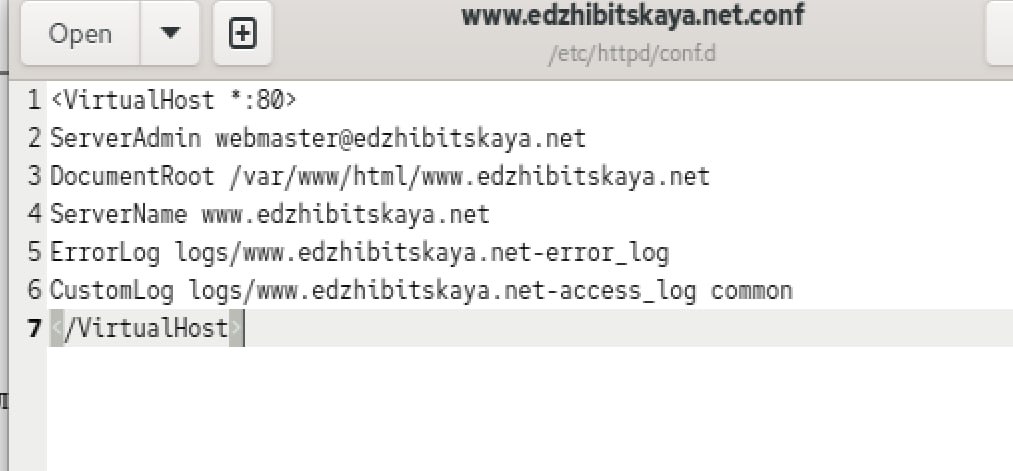 www.edzhibitskaya.net.conf
Open
/etc/httpd/conf.d
1 <VirtualHost *:80>
2 ServerAdmin webmaster@edzhibitskaya.net
3 DocumentRoot /var/www/html/www.edzhibitskaya.net
4 ServerName www.edzhibitskaya.net
5 ErrorLog logs/www.edzhibitskaya.net-error_log
6 CustomLog logs/www.edzhibitskaya.net-access_log common
7 </VirtualHost>